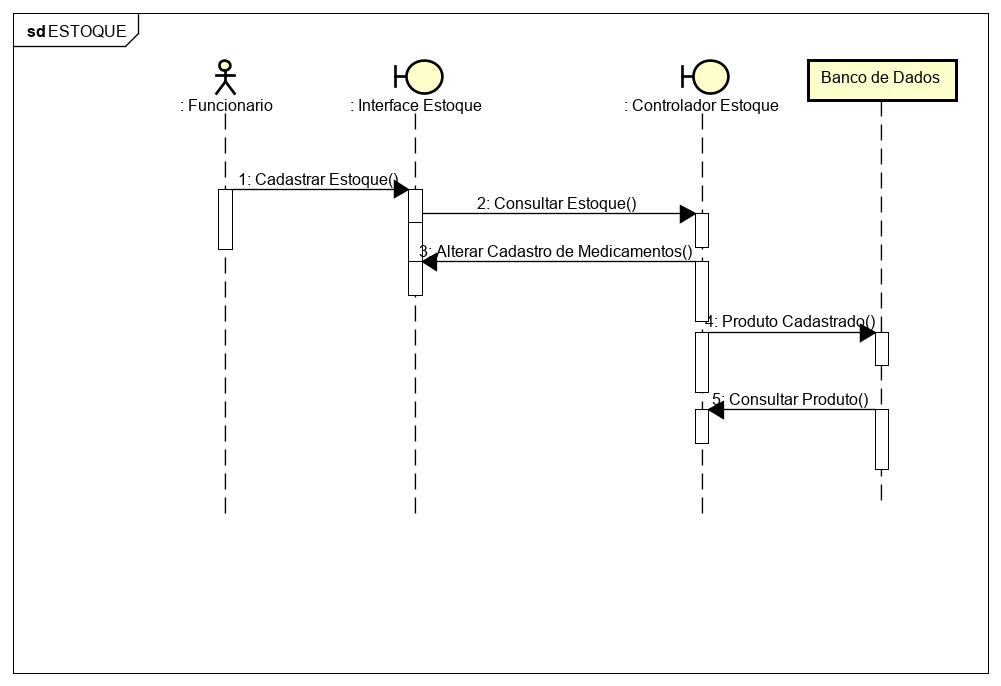 sd ESTOQUE
: Funcionario
: Interface Estoque
: Controlador Estoque
Banco de Dados
1: Cadastrar Estoque()
2: Consultar Estoque()
3: Alterar Cadastro de Medicamentos()
4: Produto Cadastrado()
5: Consultar Produto()